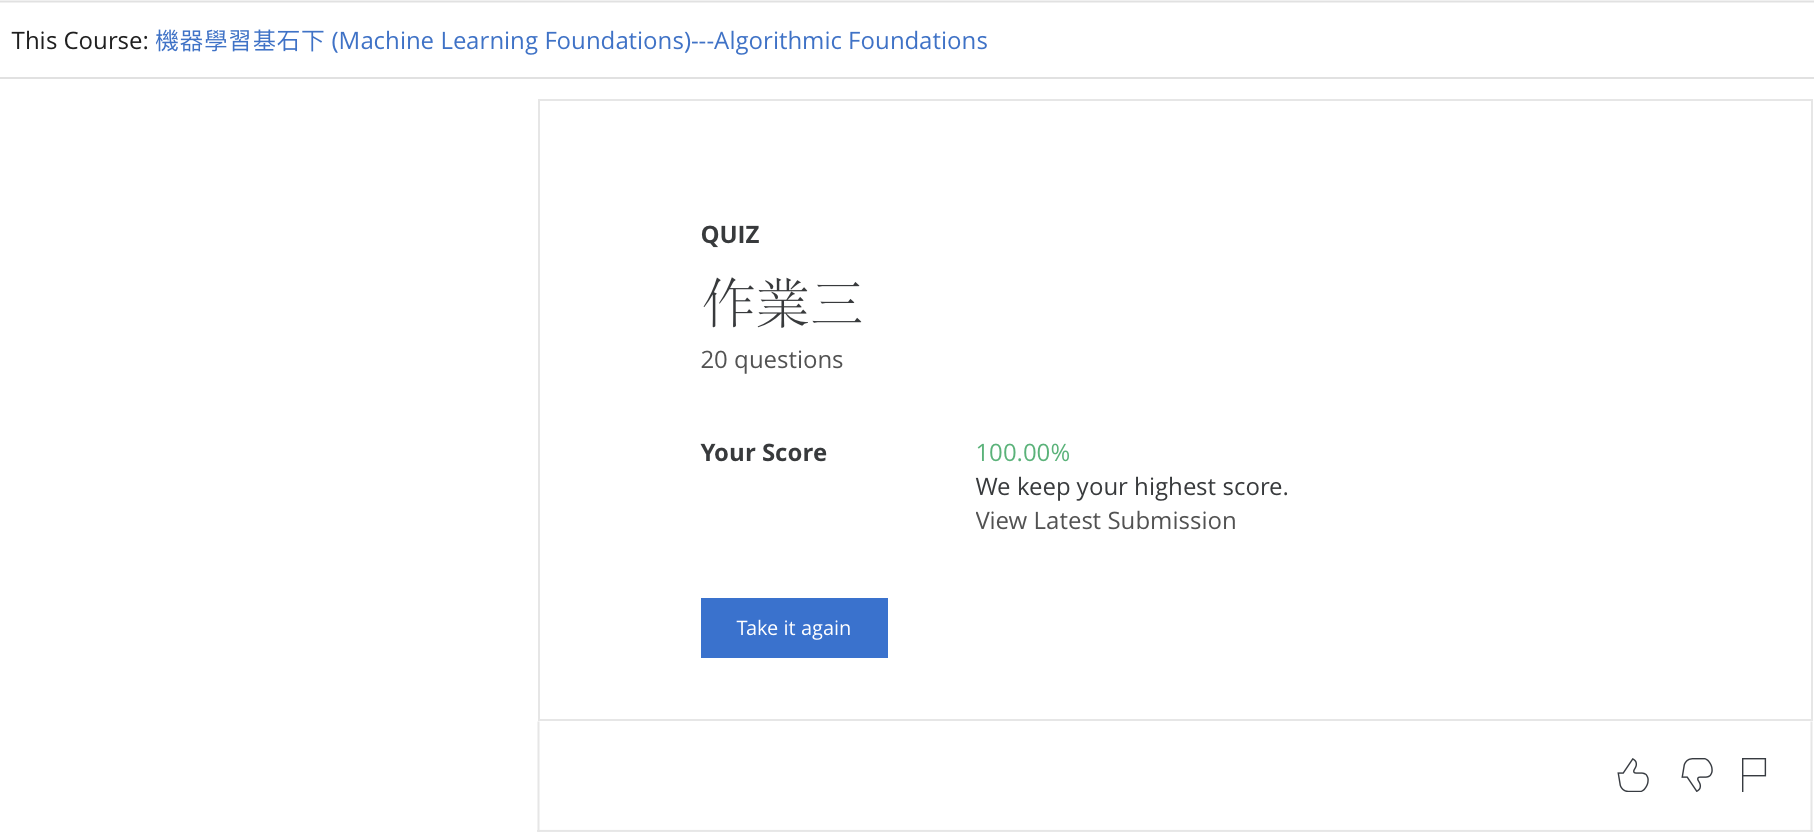 This Course: 機器學習基石下 (Machine Learning Foundations)---Algorithmic Foundations
QUIZ
作業三
20 questions
Your Score 100.00%
We keep your highest score.
View Latest Submission
Take it again